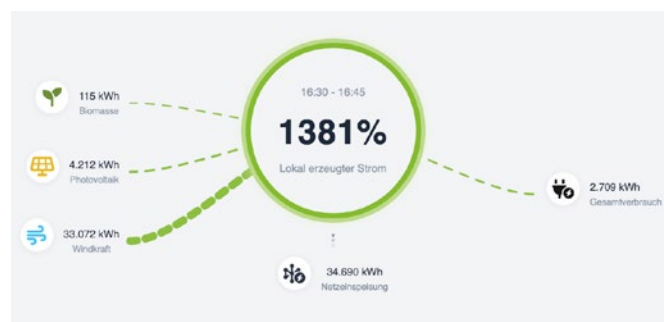 16:30 - 16:45
1381%
Lokal erzeugter Strom
115 kWh
Biomasse
4.212 kWh
Photovoltaik
33.072 kWh
Windkraft
2.709 kWh
Gesamtverbrauch
34.690 kWh
Netzeinspeisung